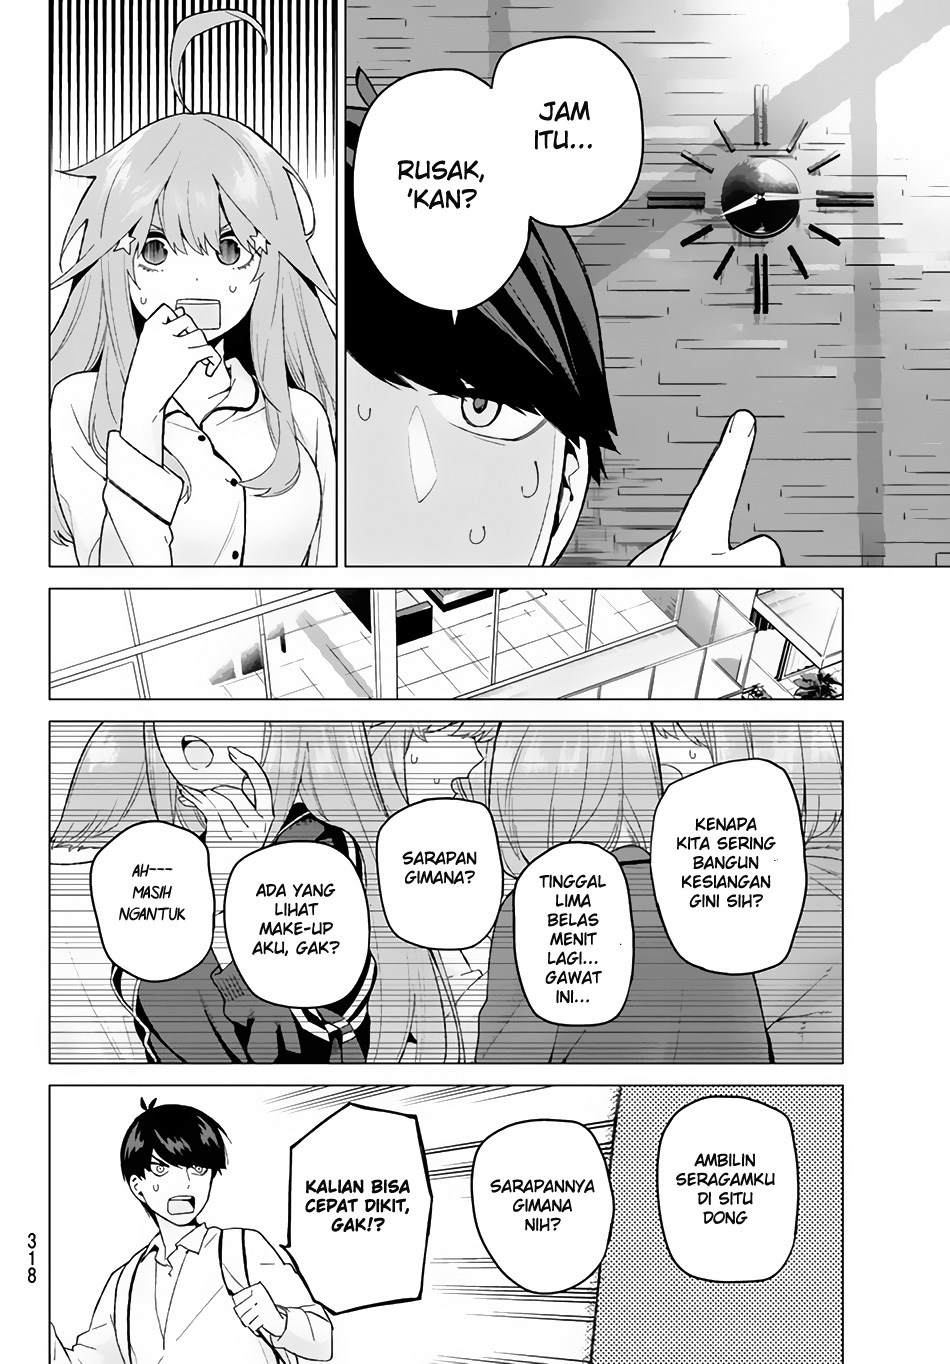 JAM
ITU...
RUSAK,
'KAN?
KENAPA
KITA SERING
BANGUN
KESIANGAN
GINI SIH?
TINGGAL
LIMA
BELAS
MENIT
LAGI...
GAWAT
INI...
SARAPAN
GIMANA?
ADA YANG
LIHAT
MAKE-UP
AKU, GAK?
AH---
MASIH
NGANTUK
AMBILIN
SERAGAMKU
DI SITU
DONG
SARAPANNYA
GIMANA
NIH?
KALIAN BISA
CEPAT DIKIT,
GAK!?
318